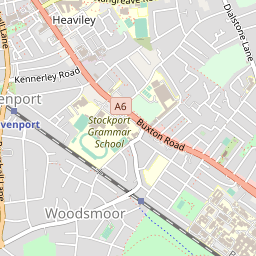 Heaviley
Kennerley Road
Dialstone Lane
A6
Buxton Road
Stockport
Grammar
School
enport
venport
Woodsmoor